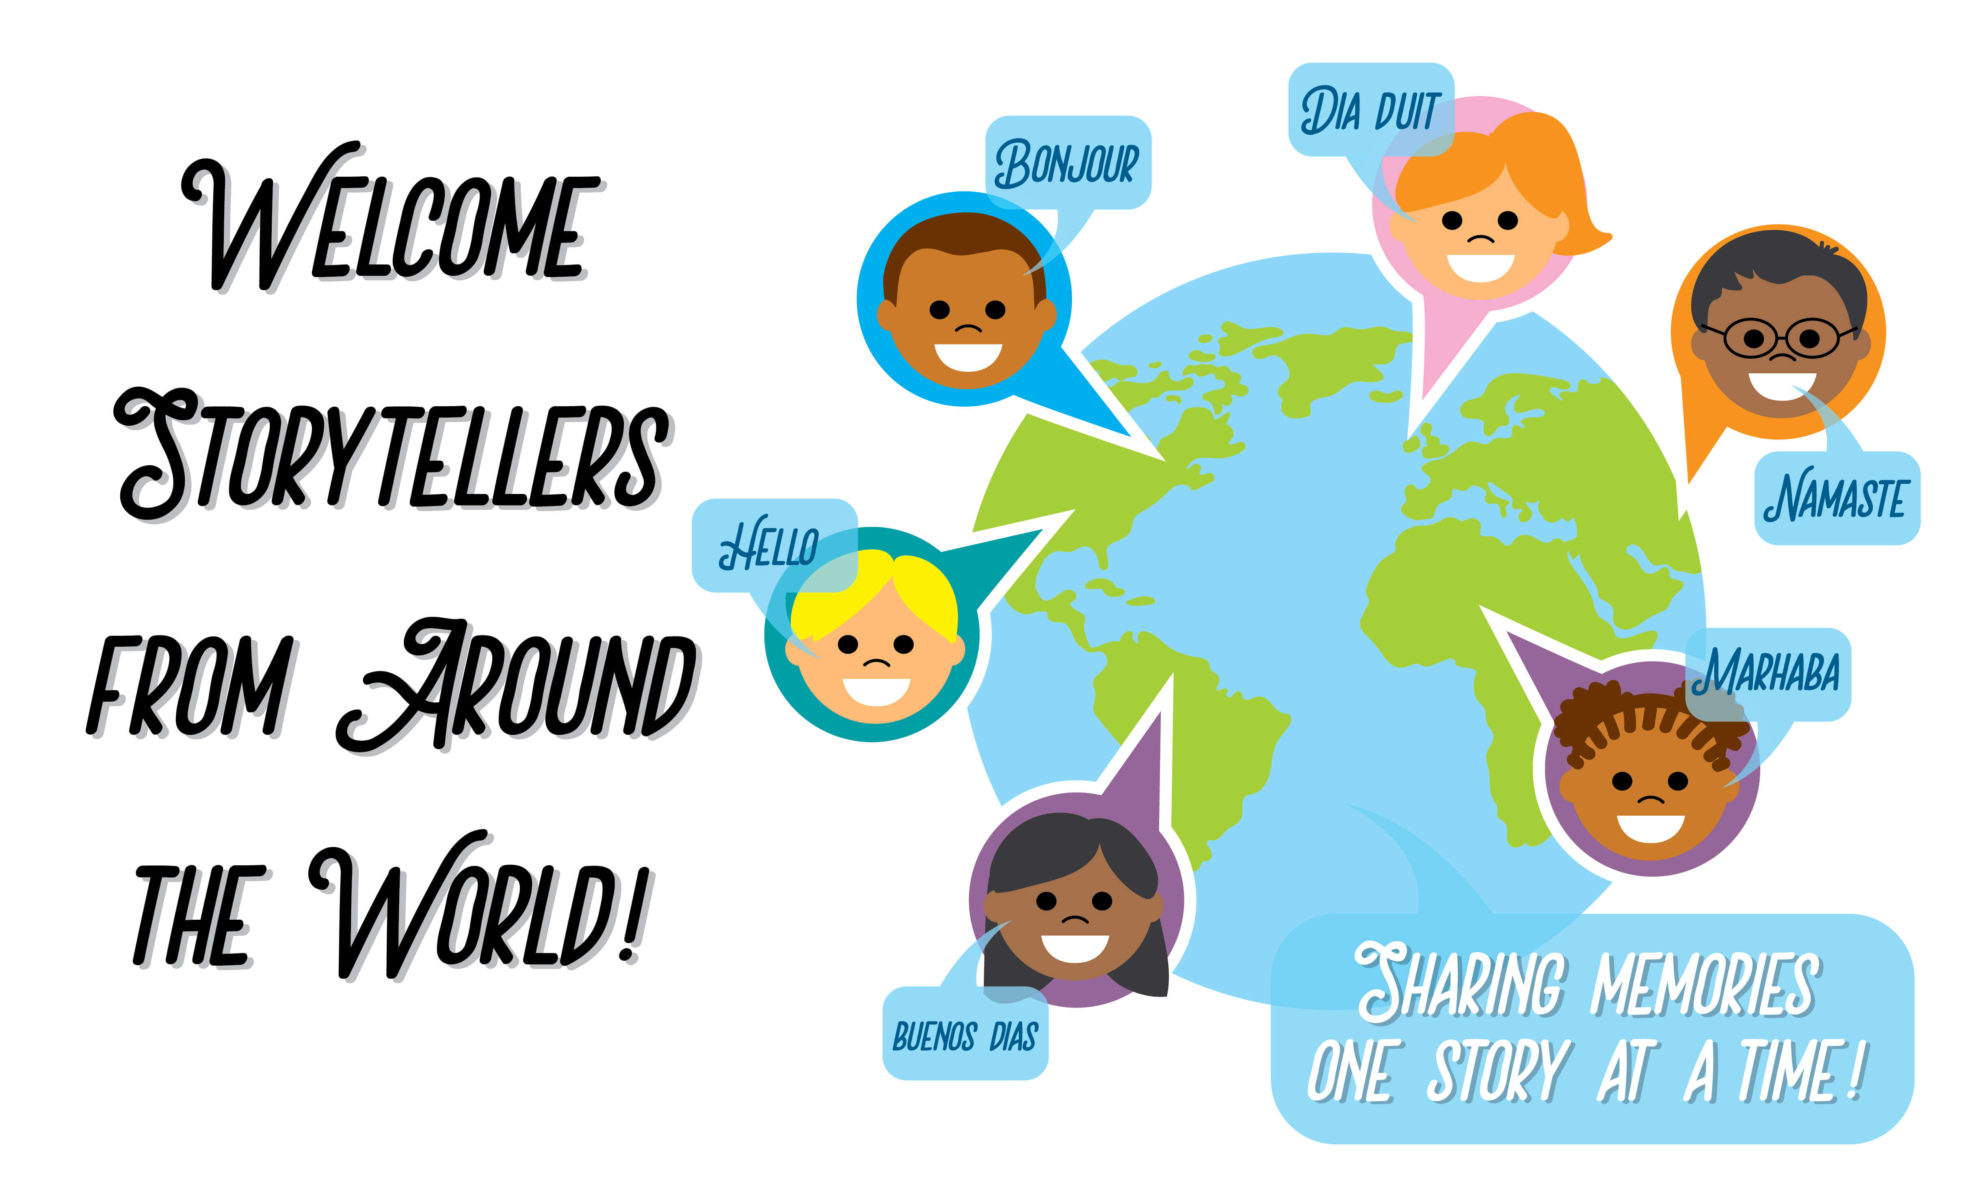 Welcome
Storytellers
from Around
the World!
Bonjour
Dia duit
Namaste
Hello
Marhaba
buenos dias
Sharing memories
one story at a time!